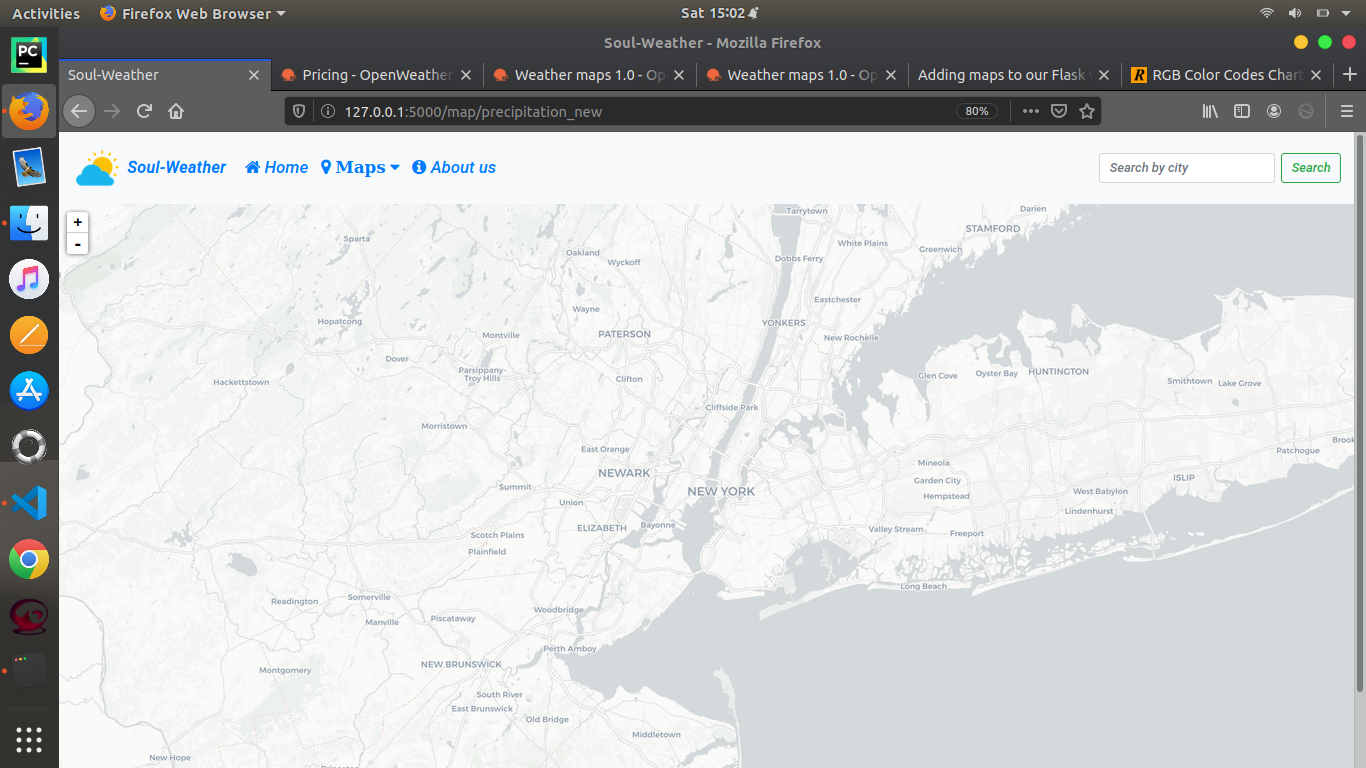 Activities
Firefox Web Browser
Sat 15:02
Soul-Weather - Mozilla Firefox
PC
Soul-Weather
Pricing - OpenWeather
Weather maps 1.0 - Op
Weather maps 1.0 - Op
Adding maps to our Flask
R
RGB Color Codes Chart
127.0.0.1:5000/map/precipitation_new
80%
Soul-Weather
Home
Maps
About us
Search by city
Search
+
-
Tarrytown
Darien
STAMFORD
Sparta
White Plains
Greenwich
Oakland
Wyckoff
Dobbs Ferry
Eastchester
Wayne
Hopatcong
YONKERS
PATERSON
Montville
New Rochelle
Dover
Parsippany-
Troy Hills
Clifton
Glen Cove
Oyster Bay
HUNTINGTON
Hackettstown
Smithtown
Lake Grove
Cliffside Park
Morristown
Brook
East Orange
Patchogue
Mineola
NEWARK
Garden City
ISLIP
Summit
NEW YORK
West Babylon
Hempstead
Union
Lindenhurst
ELIZABETH
Bayonne
Valley Stream
Freeport
Scotch Plains
Plainfield
Long Beach
Readington
Somerville
Woodbridge
Manville
Piscataway
Perth Amboy
NEW BRUNSWICK
Montgomery
South River
East Brunswick
Old Bridge
Middletown
New Hope
Princeton